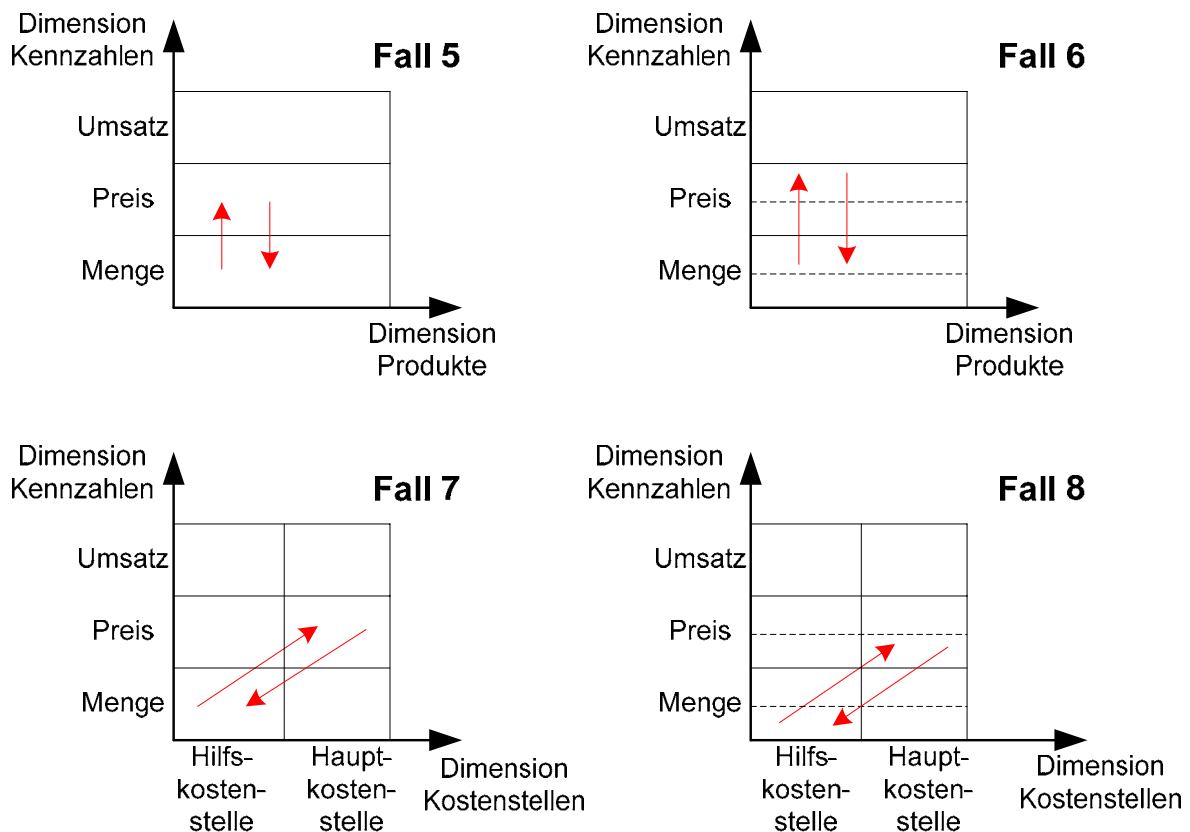 Dimension
Kennzahlen
Fall 5
Umsatz
Preis
Menge
Dimension
Produkte
Dimension
Kennzahlen
Fall 6
Umsatz
Preis
Menge
Dimension
Produkte
Dimension
Kennzahlen
Fall 7
Umsatz
Preis
Menge
Hilfs-
kosten-
stelle
Haupt-
kosten-
stelle
Dimension
Kostenstellen
Dimension
Kennzahlen
Fall 8
Umsatz
Preis
Menge
Hilfs-
kosten-
stelle
Haupt-
kosten-
stelle
Dimension
Kostenstellen